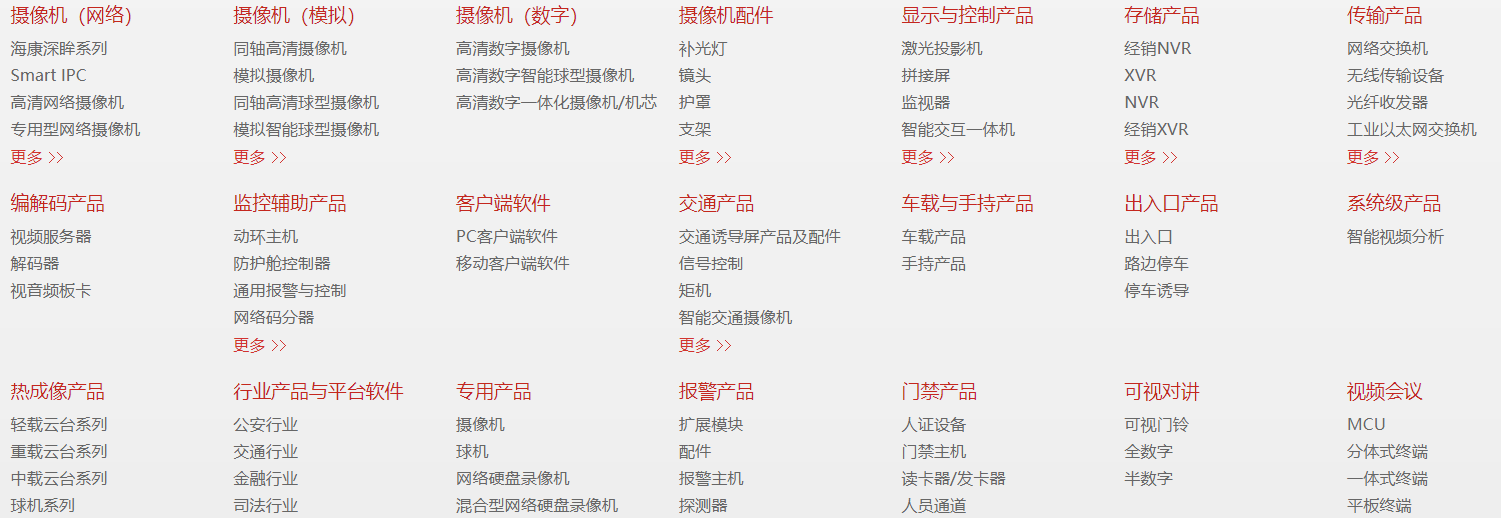 摄像机（网络）
海康深眸系列
Smart IPC
高清网络摄像机
专用型网络摄像机
更多 >>
摄像机（模拟）
同轴高清摄像机
模拟摄像机
同轴高清球型摄像机
模拟智能球型摄像机
更多 >>
摄像机（数字）
高清数字摄像机
高清数字智能球型摄像机
高清数字一体化摄像机/机芯
摄像机配件
补光灯
镜头
护罩
支架
更多 >>
显示与控制产品
激光投影机
拼接屏
监视器
智能交互一体机
更多 >>
存储产品
经销NVR
XVR
NVR
经销XVR
更多 >>
传输产品
网络交换机
无线传输设备
光纤收发器
工业以太网交换机
更多 >>
编解码产品
视频服务器
解码器
视音频板卡
监控辅助产品
动环主机
防护舱控制器
通用报警与控制
网络码分器
更多 >>
客户端软件
PC客户端软件
移动客户端软件
交通产品
交通诱导屏产品及配件
信号控制
矩机
智能交通摄像机
更多 >>
车载与手持产品
车载产品
手持产品
出入口产品
出入口
路边停车
停车诱导
系统级产品
智能视频分析
热成像产品
轻载云台系列
重载云台系列
中载云台系列
球机系列
行业产品与平台软件
公安行业
交通行业
金融行业
司法行业
专用产品
摄像机
球机
网络硬盘录像机
混合型网络硬盘录像机
报警产品
扩展模块
配件
报警主机
探测器
门禁产品
人证设备
门禁主机
读卡器/发卡器
人员通道
可视对讲
可视门铃
全数字
半数字
视频会议
MCU
分体式终端
一体式终端
平板终端